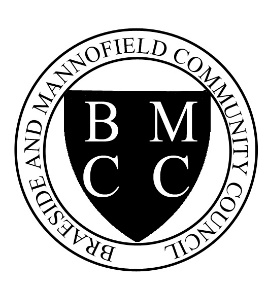 BRAESIDE AND MANNOFIELD COMMUNITY COUNCIL
B M
C C